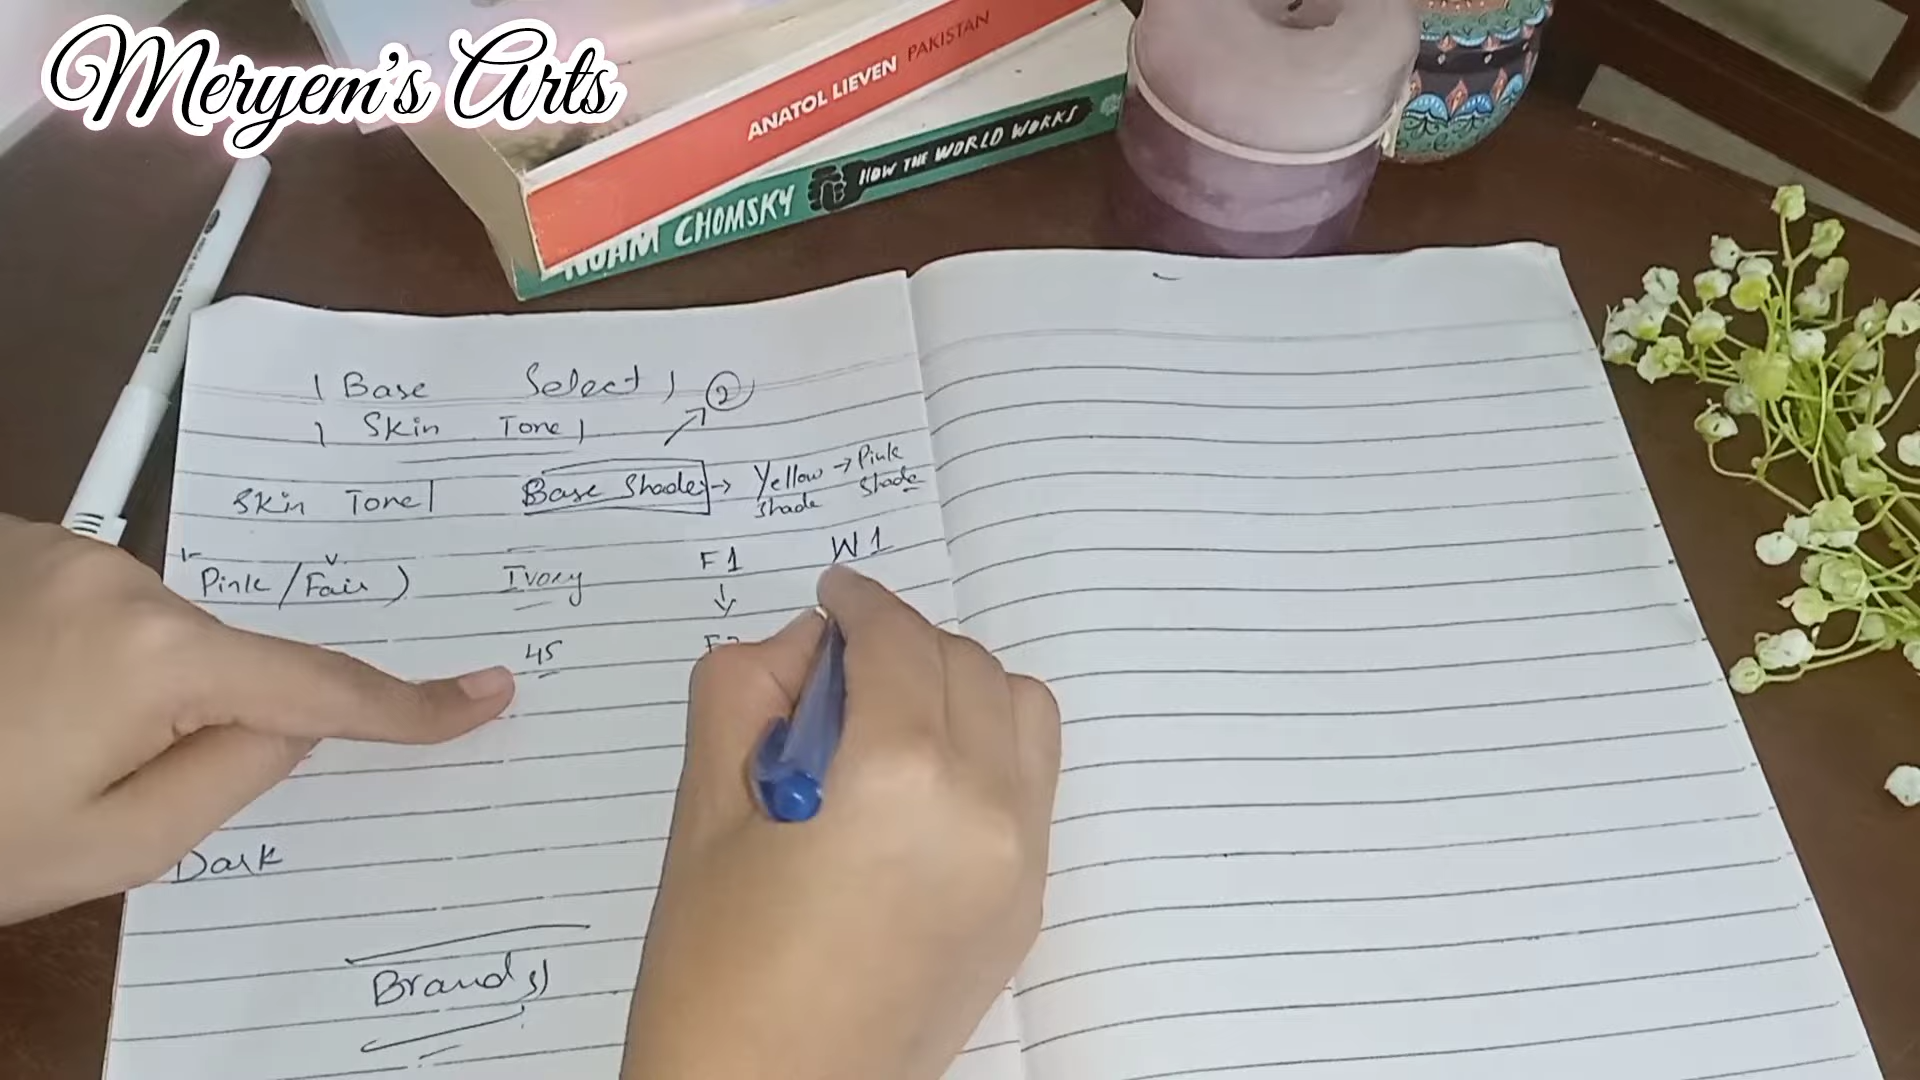 Meryem's Arts
ANATOL LIEVEN PAKISTAN
NOAM CHOMSKY HOW THE WORLD WORKS
Base Select 2
Skin Tone
Skin Tone Base Shade → Yellow Shade → Pink Shade
Pink/Fair) Ivory F1 W1
↓
45
Dark
Brands